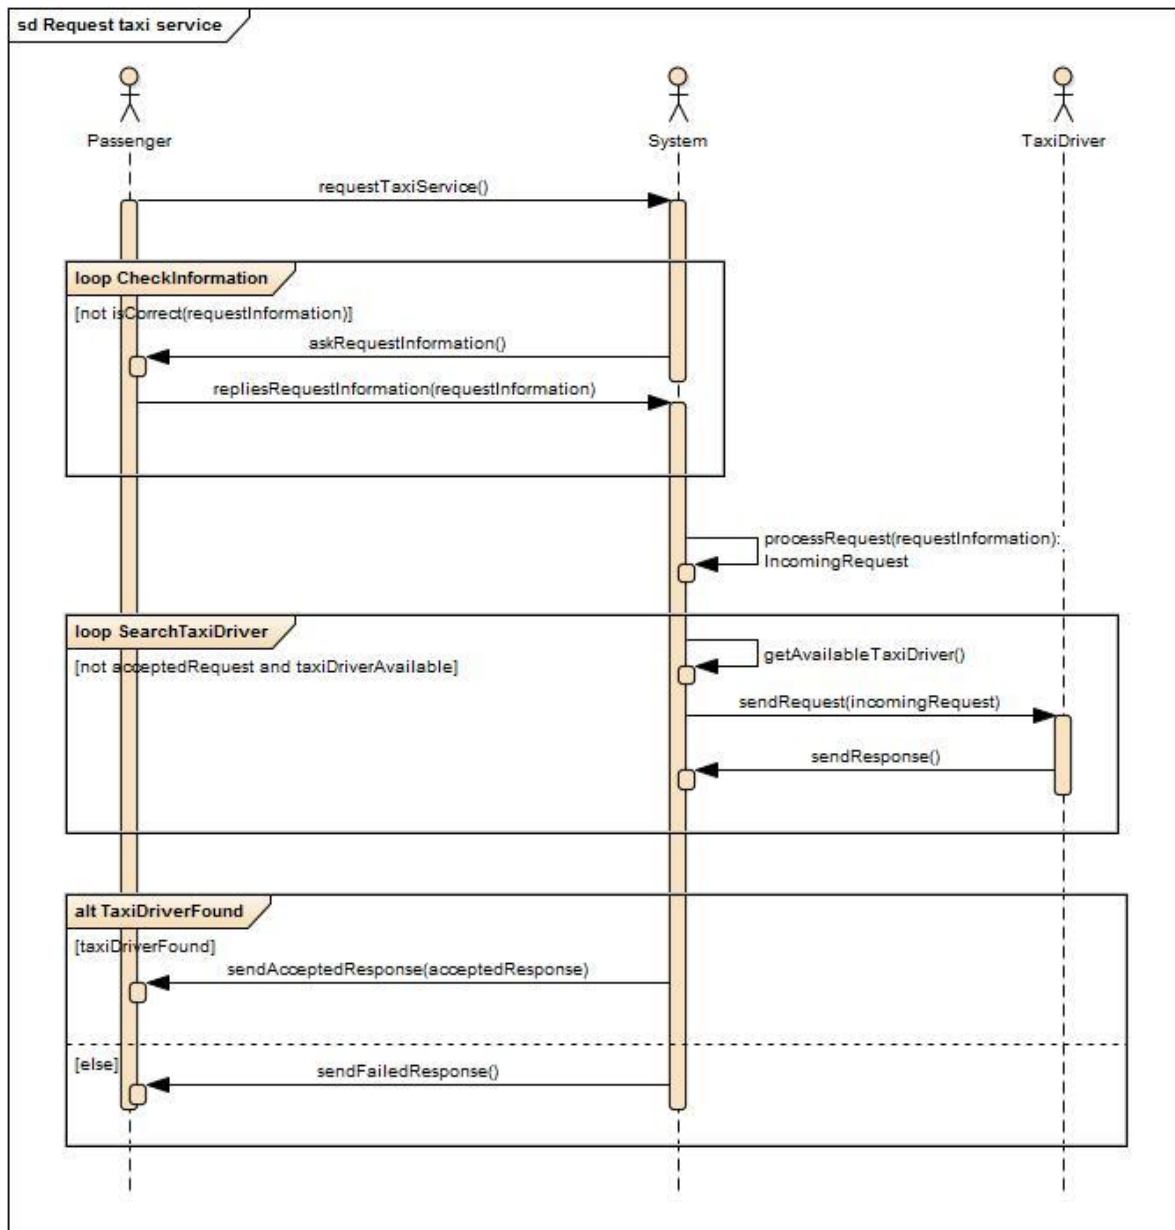 sd Request taxi service
Passenger
System
TaxiDriver
requestTaxiService()
loop CheckInformation
[not isCorrect(requestInformation)]
askRequestInformation()
repliesRequestInformation(requestInformation)
processRequest(requestInformation):
IncomingRequest
loop SearchTaxiDriver
[not acceptedRequest and taxiDriverAvailable]
getAvailableTaxiDriver()
sendRequest(incomingRequest)
sendResponse()
alt TaxiDriverFound
[taxiDriverFound]
sendAcceptedResponse(acceptedResponse)
[else]
sendFailedResponse()